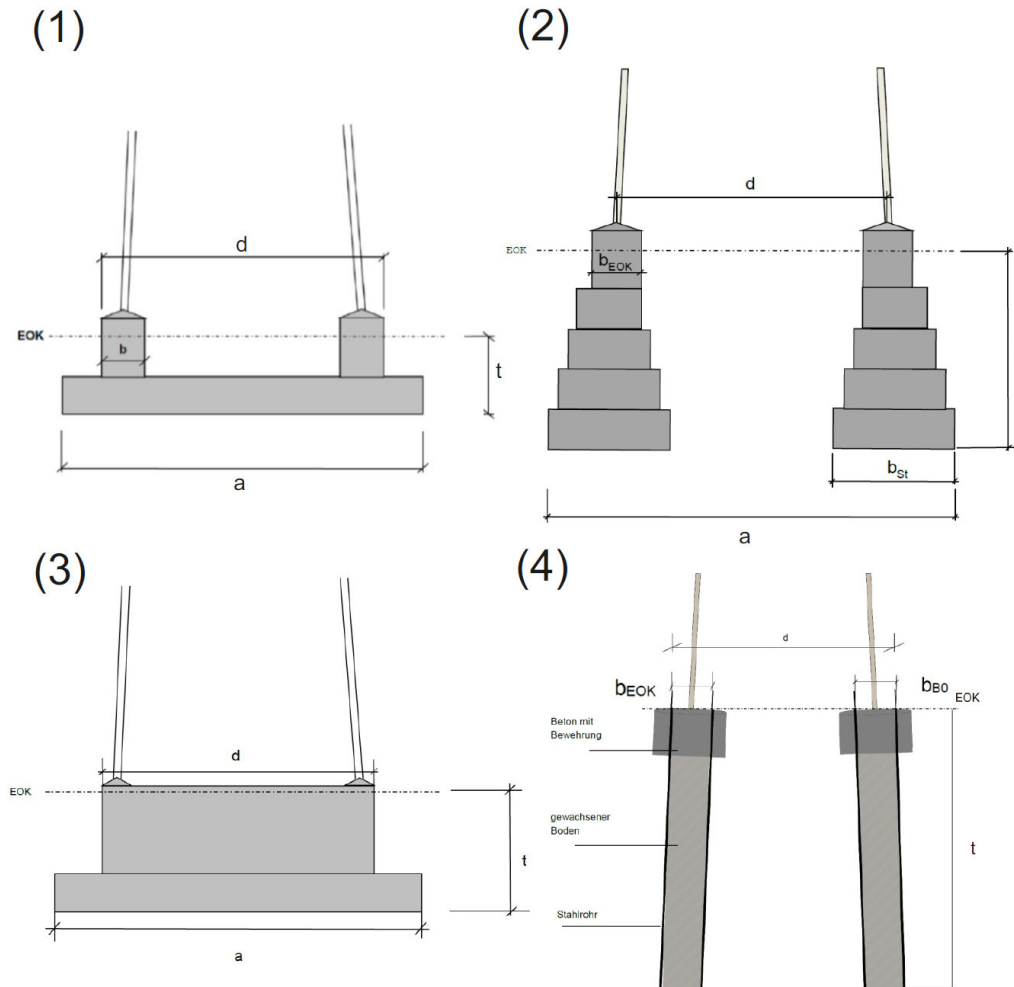 (1)
d
EOK
b
t
a
(2)
d
EOK
bEOK
bSt
a
(3)
d
EOK
t
a
(4)
d
bEOK
bB0 EOK
Beton mit
Bewehrung
gewachsener
Boden
t
Stahlrohr